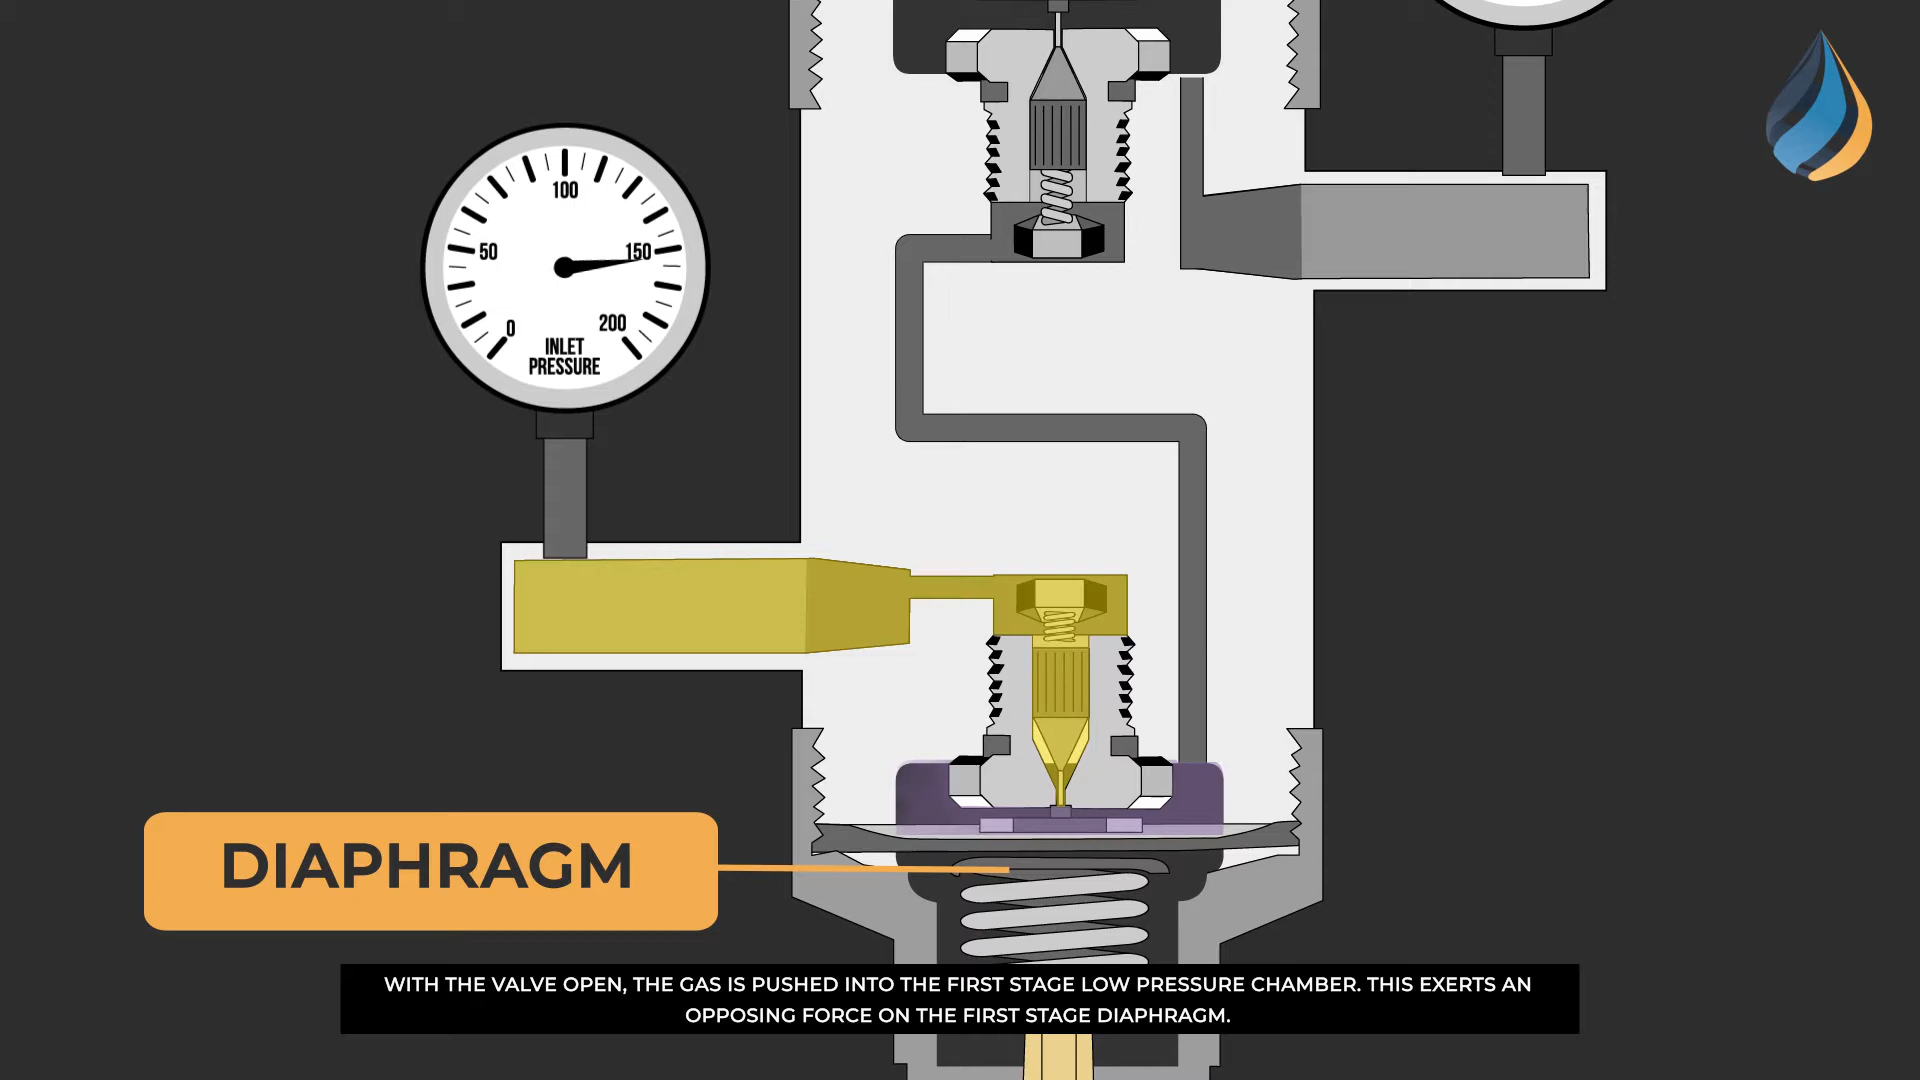 100
50
150
0
200
INLET
PRESSURE
DIAPHRAGM
WITH THE VALVE OPEN, THE GAS IS PUSHED INTO THE FIRST STAGE LOW PRESSURE CHAMBER. THIS EXERTS AN
OPPOSING FORCE ON THE FIRST STAGE DIAPHRAGM.